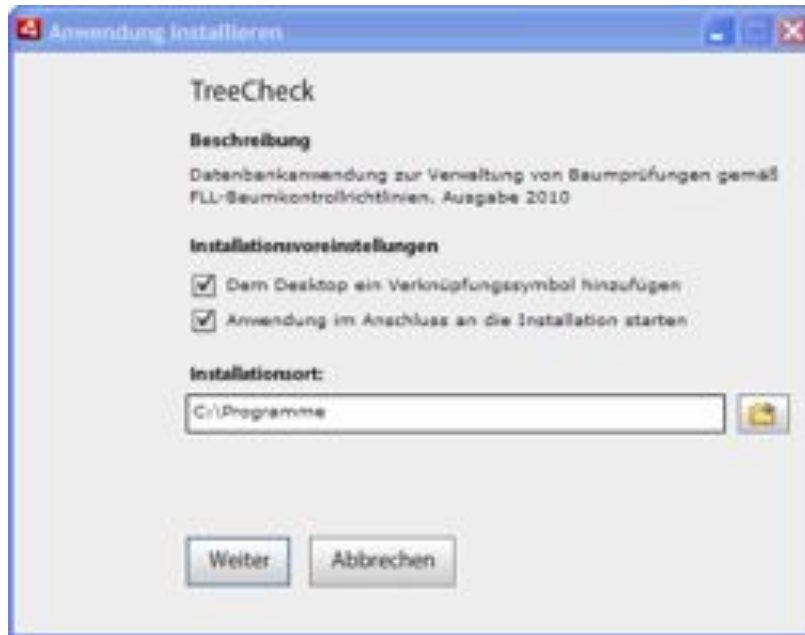 Anwendung installieren
TreeCheck
Beschreibung
Datenbankanwendung zur Verwaltung von Baumprüfungen gemäß
FLL-Baumkontrollrichtlinien, Ausgabe 2010
Installationsvoreinstellungen
Dem Desktop ein Verknüpfungssymbol hinzufügen
Anwendung im Anschluss an die Installation starten
Installationsort:
C:\Programme
Weiter
Abbrechen